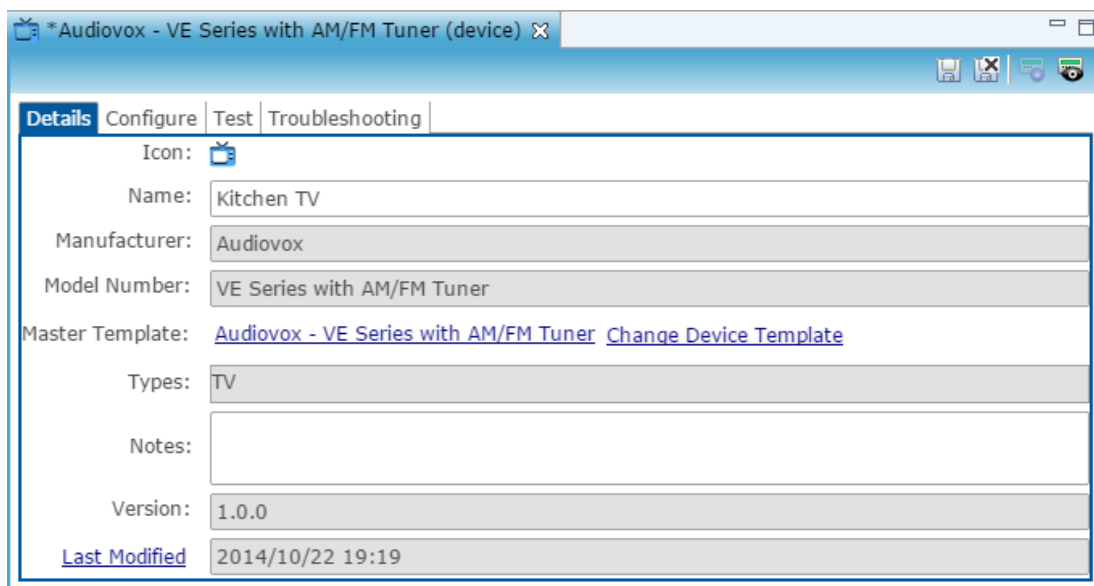 *Audiovox - VE Series with AM/FM Tuner (device)
Details Configure Test Troubleshooting
Icon:
Name: Kitchen TV
Manufacturer: Audiovox
Model Number: VE Series with AM/FM Tuner
Master Template: Audiovox - VE Series with AM/FM Tuner Change Device Template
Types: TV
Notes:
Version: 1.0.0
Last Modified 2014/10/22 19:19